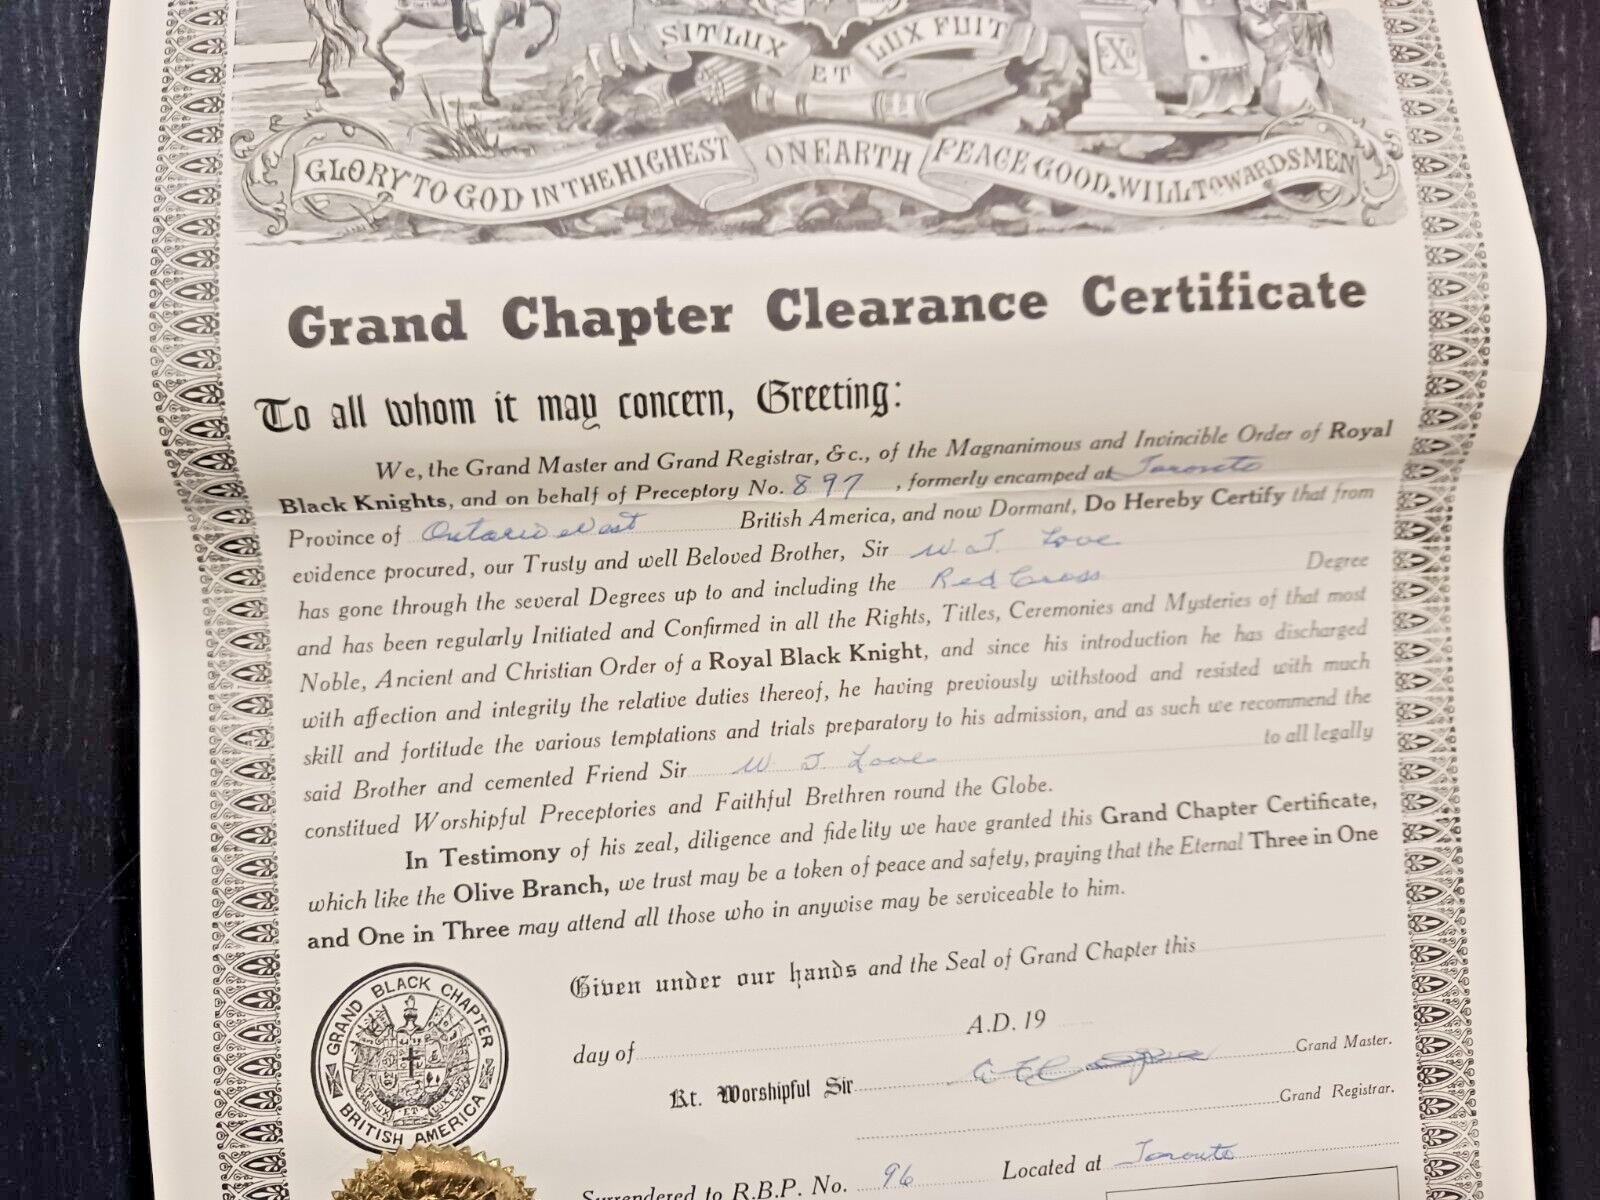 SIT LUX ET LUX FUIT
GLORY TO GOD IN THE HIGHEST ON EARTH PEACE GOOD.WILL TOWARDS MEN
Grand Chapter Clearance Certificate
To all whom it may concern, Greeting:
We, the Grand Master and Grand Registrar, &c., of the Magnanimous and Invincible Order of Royal
Black Knights, and on behalf of Preceptory No. 897, formerly encamped at Toronto
Province of Ontario West British America, and now Dormant, Do Hereby Certify that from
evidence procured, our Trusty and well Beloved Brother, Sir W. J. Love
has gone through the several Degrees up to and including the Red Cross Degree
and has been regularly Initiated and Confirmed in all the Rights, Titles, Ceremonies and Mysteries of that most
Noble, Ancient and Christian Order of a Royal Black Knight, and since his introduction he has discharged
with affection and integrity the relative duties thereof, he having previously withstood and resisted with much
skill and fortitude the various temptations and trials preparatory to his admission, and as such we recommend the
said Brother and cemented Friend Sir W J Love to all legally
constitued Worshipful Preceptories and Faithful Brethren round the Globe.
In Testimony of his zeal, diligence and fidelity we have granted this Grand Chapter Certificate,
which like the Olive Branch, we trust may be a token of peace and safety, praying that the Eternal Three in One
and One in Three may attend all those who in anywise may be serviceable to him.
Given under our hands and the Seal of Grand Chapter this
day of A.D. 19
Rt. Worshipful Sir Grand Master.
Grand Registrar.
GRAND BLACK CHAPTER
SIT LUX ET LUX FUIT
BRITISH AMERICA
Surrendered to R.B.P. No. 96 Located at Toronto